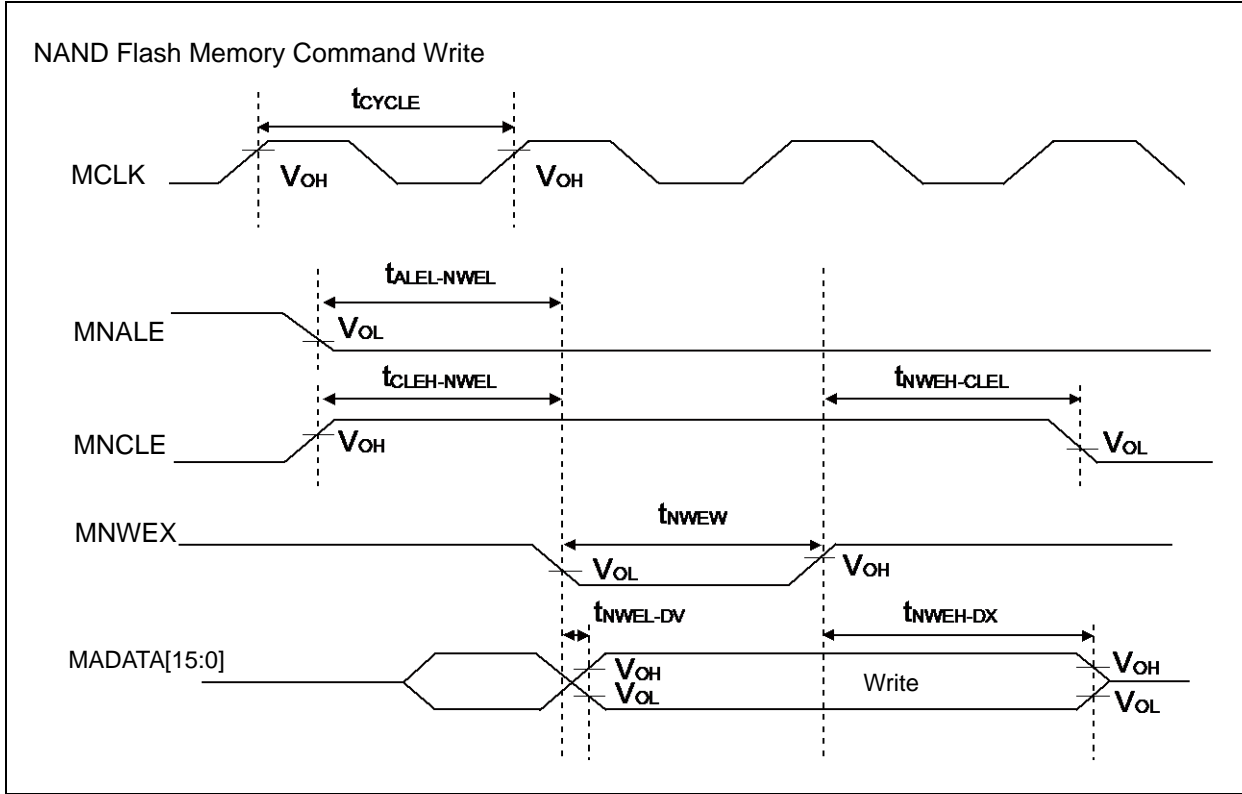 NAND Flash Memory Command Write
tCYCLE
MCLK
VOH
VOH
tALEL-NWEL
MNALE
VOL
tCLEH-NWEL
tNWEH-CLEL
MNCLE
VOH
VOL
MNWEX
tNWEW
VOL
VOH
tNWEL-DV
tNWEH-DX
MADATA[15:0]
VOH
VOL
Write
VOH
VOL